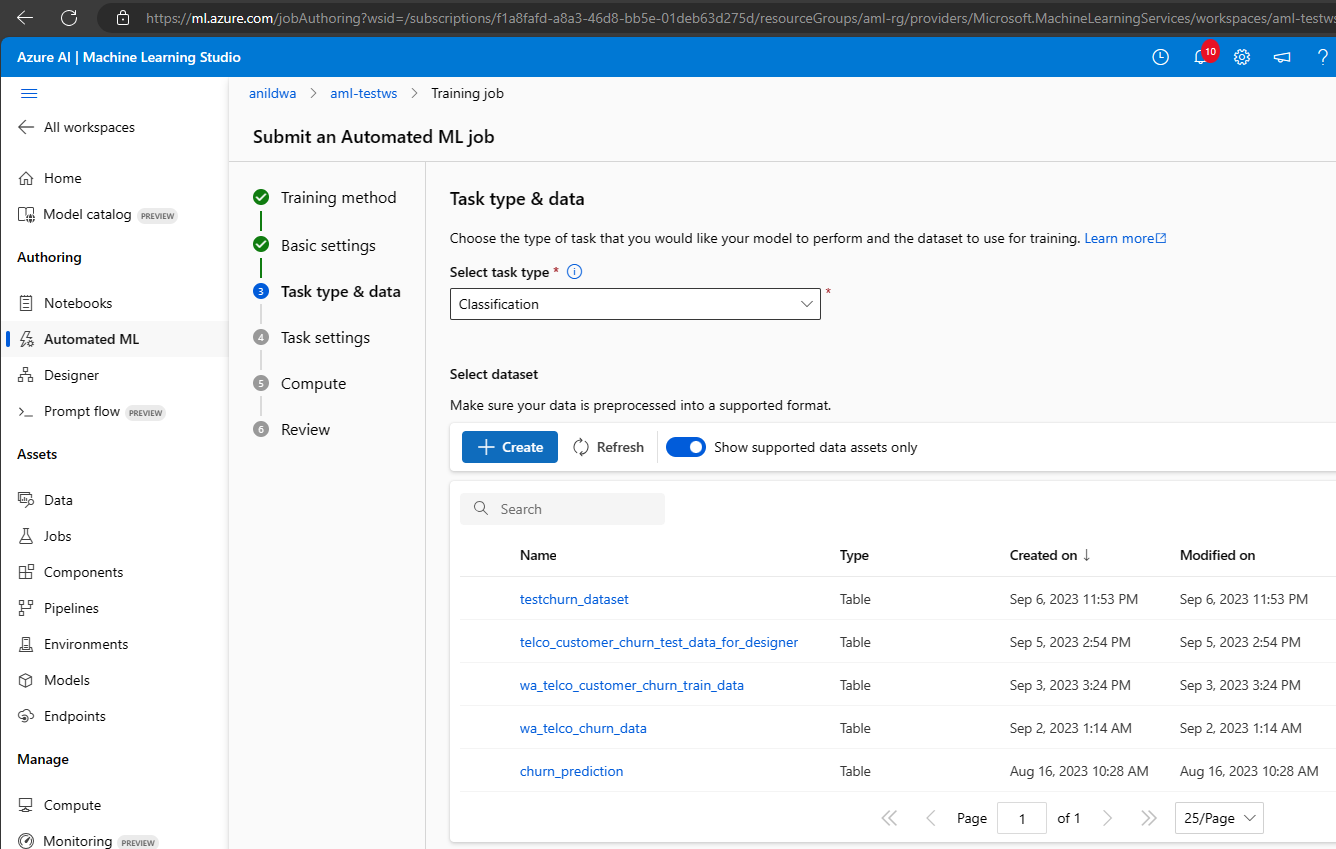 https://ml.azure.com/jobAuthoring?wsid=/subscriptions/f1a8fafd-a8a3-46d8-bb5e-01deb63d275d/resourceGroups/aml-rg/providers/Microsoft.MachineLearningServices/workspaces/aml-testws
Azure AI | Machine Learning Studio
10
?
anildwa > aml-testws > Training job
All workspaces
Submit an Automated ML job
Home
Model catalog PREVIEW
Authoring
Notebooks
Automated ML
Designer
Prompt flow PREVIEW
Assets
Data
Jobs
Components
Pipelines
Environments
Models
Endpoints
Manage
Compute
Monitoring PREVIEW
Training method
Basic settings
3 Task type & data
4 Task settings
5 Compute
6 Review
Task type & data
Choose the type of task that you would like your model to perform and the dataset to use for training. Learn more
Select task type *
Classification *
Select dataset
Make sure your data is preprocessed into a supported format.
+ Create Refresh Show supported data assets only
Search
Name Type Created on ↓ Modified on
testchurn_dataset Table Sep 6, 2023 11:53 PM Sep 6, 2023 11:53 PM
telco_customer_churn_test_data_for_designer Table Sep 5, 2023 2:54 PM Sep 5, 2023 2:54 PM
wa_telco_customer_churn_train_data Table Sep 3, 2023 3:24 PM Sep 3, 2023 3:24 PM
wa_telco_churn_data Table Sep 2, 2023 1:14 AM Sep 2, 2023 1:14 AM
churn_prediction Table Aug 16, 2023 10:28 AM Aug 16, 2023 10:28 AM
Page 1 of 1 25/Page